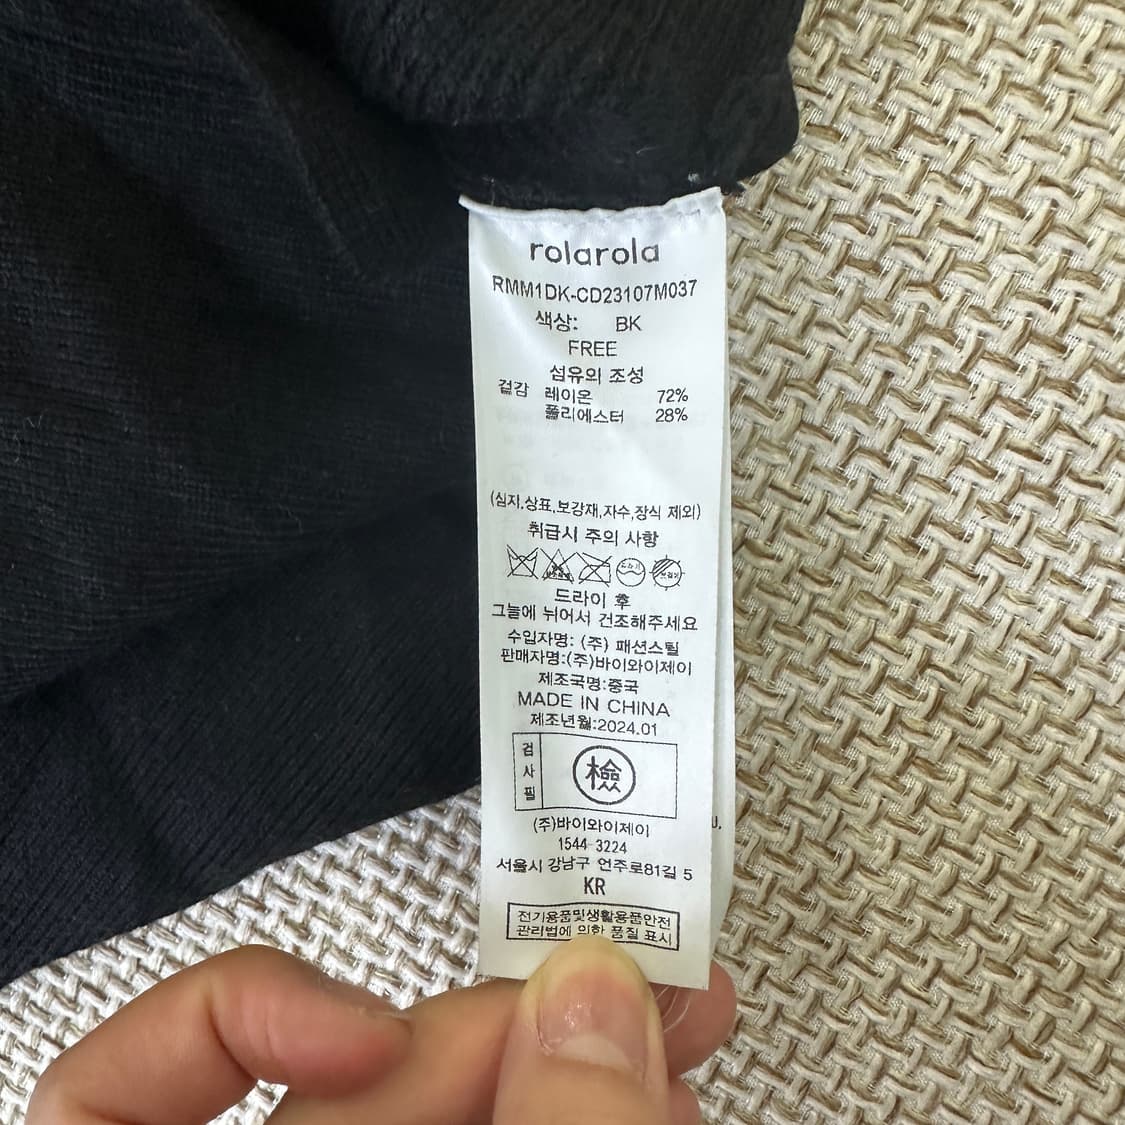 rolarola
RMM1DK-CD23107M037
색상: BK
FREE
섬유의 조성
겉감 레이온 72%
폴리에스터 28%
(심지,상표,보강재,자수,장식 제외)
취급시 주의 사항
드라이
드라이 후
그늘에 뉘어서 건조해주세요
수입자명: (주) 패션스틸
판매자명:(주)바이와이제이
제조국명:중국
MADE IN CHINA
제조년월:2024.01
검사필
檢
(주)바이와이제이
1544-3224
서울시 강남구 언주로81길 5
KR
전기용품및생활용품안전
관리법에 의한 품질 표시